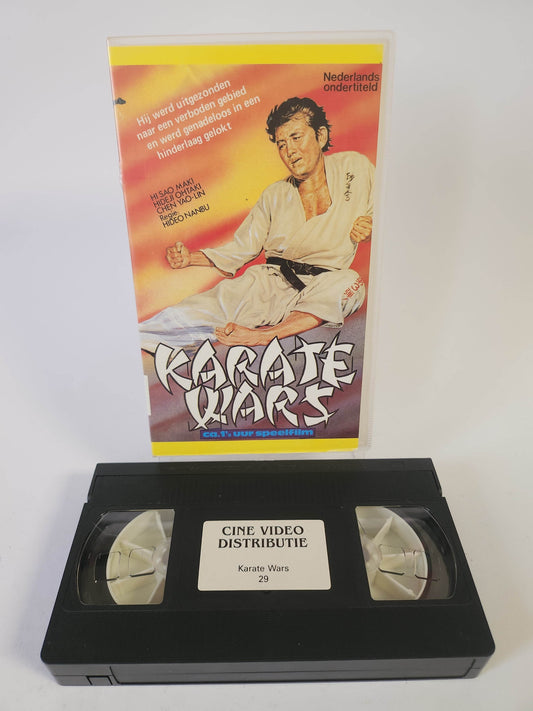 Nederlands
ondertiteld
Hij werd uitgezonden
naar een verboden gebied
en werd genadeloos in een
hinderlaag gelokt
HISAO MAKI
HIDEJI OHTAKI
CHEN YAO-LIN
Regie:
HIDEO NANBU
KARATE
WARS
ca. 1½ uur speelfilm
CINE VIDEO
DISTRIBUTIE
Karate Wars
29